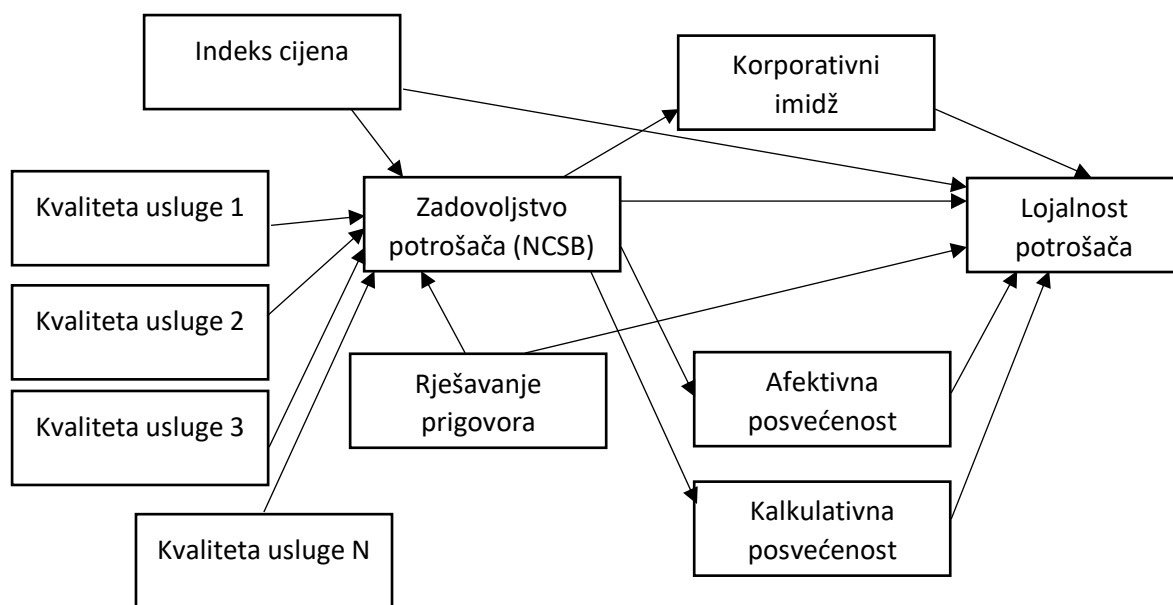 Indeks cijena
Korporativni
imidž
Kvaliteta usluge 1
Zadovoljstvo
potrošača (NCSB)
Lojalnost
potrošača
Kvaliteta usluge 2
Kvaliteta usluge 3
Rješavanje
prigovora
Afektivna
posvećenost
Kvaliteta usluge N
Kalkulativna
posvećenost